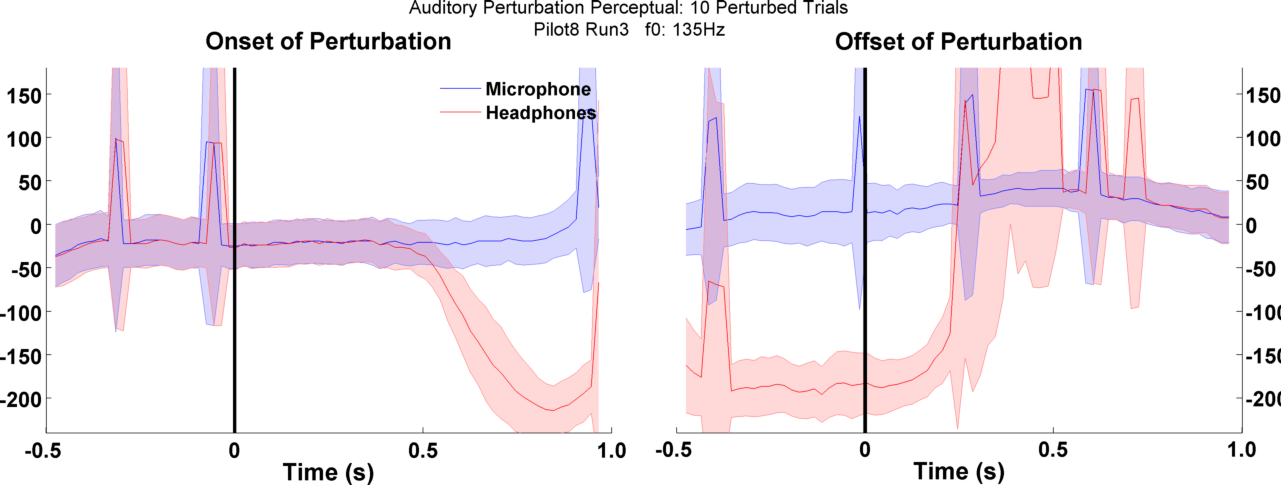 Auditory Perturbation Perceptual: 10 Perturbed Trials
Pilot8 Run3 f0: 135Hz
Onset of Perturbation
Offset of Perturbation
Microphone
Headphones
150
100
50
0
-50
-100
-150
-200
-0.5 0 0.5 1.0
Time (s)
150
100
50
0
-50
-100
-150
-200
-0.5 0 0.5 1.0
Time (s)